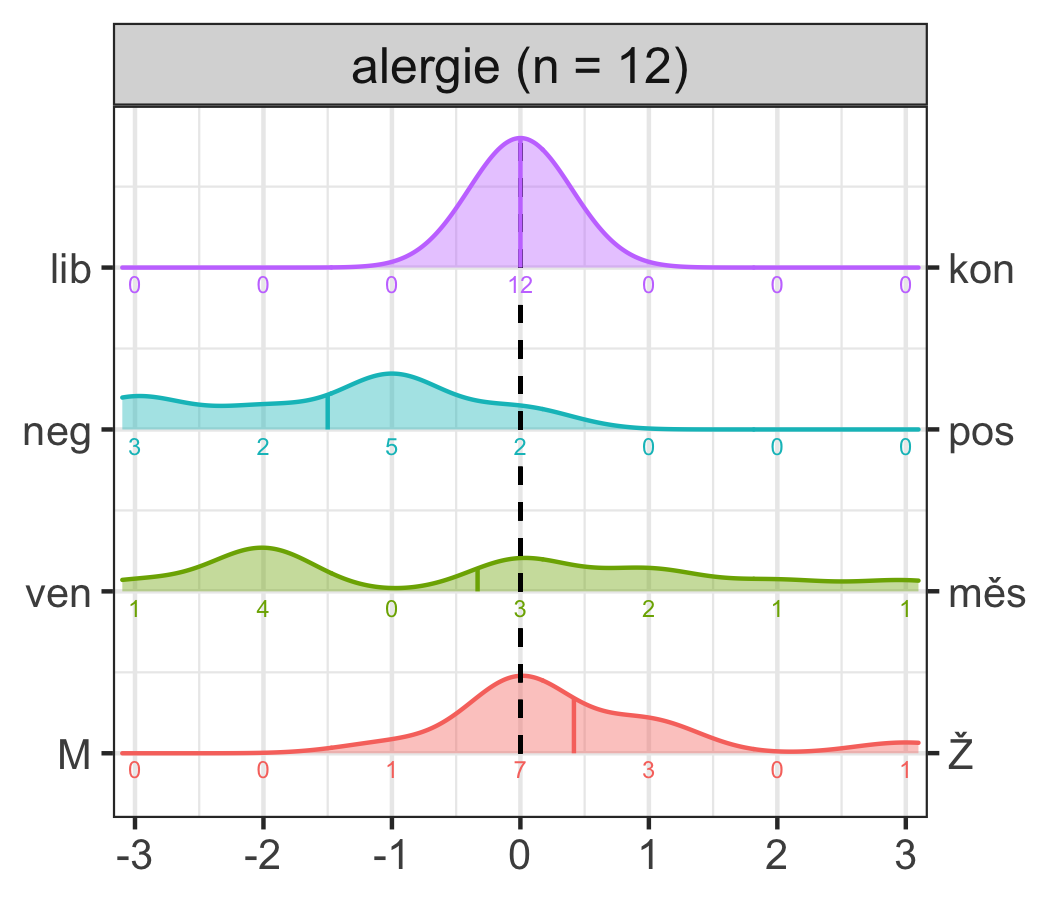 alergie (n = 12)
lib kon
0 0 0 12 0 0 0
neg pos
3 2 5 2 0 0 0
ven měs
1 4 0 3 2 1 1
M Ž
0 0 1 7 3 0 1
-3 -2 -1 0 1 2 3